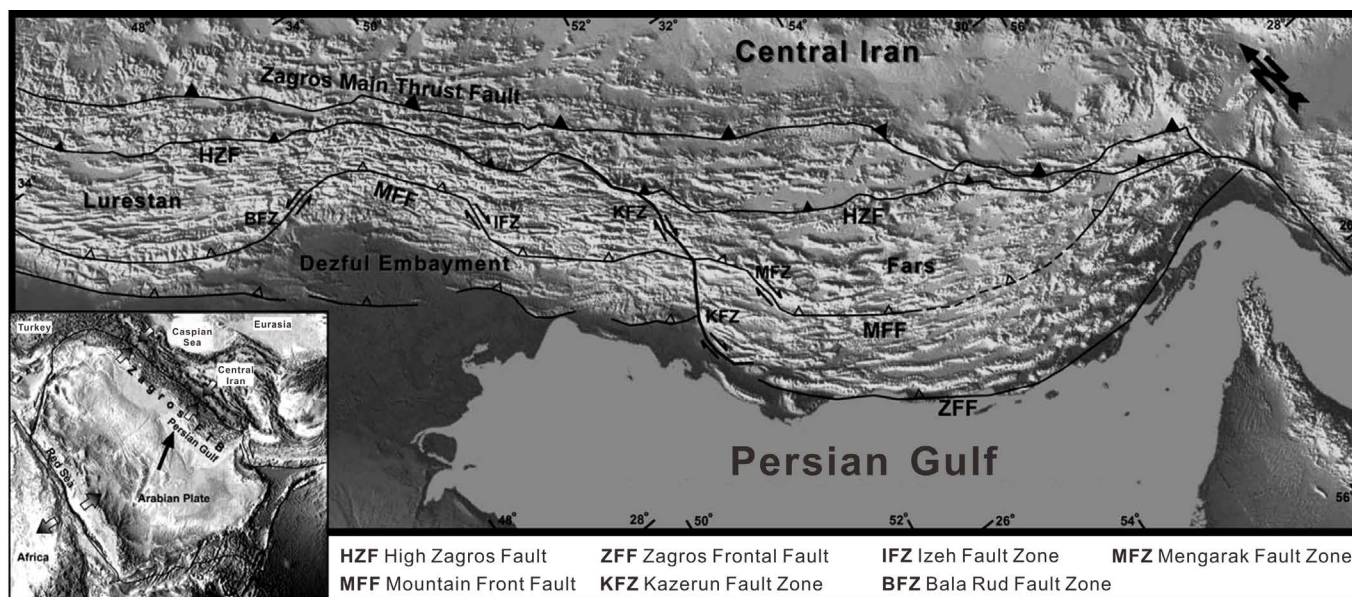 48°
34°
50°
52°
32°
54°
30°
56°
28°
Central Iran
N
Zagros Main Thrust Fault
HZF
34°
Lurestan
MFF
BFZ
IFZ
KFZ
HZF
Dezful Embayment
MFZ
Fars
KFZ
MFF
ZFF
Persian Gulf
56°
48°
28°
50°
52°
26°
54°
Turkey
Caspian
Sea
Eurasia
Central
Iran
Zagros F T B
Persian Gulf
Red Sea
Arabian Plate
Africa
HZF High Zagros Fault
ZFF Zagros Frontal Fault
IFZ Izeh Fault Zone
MFZ Mengarak Fault Zone
MFF Mountain Front Fault
KFZ Kazerun Fault Zone
BFZ Bala Rud Fault Zone